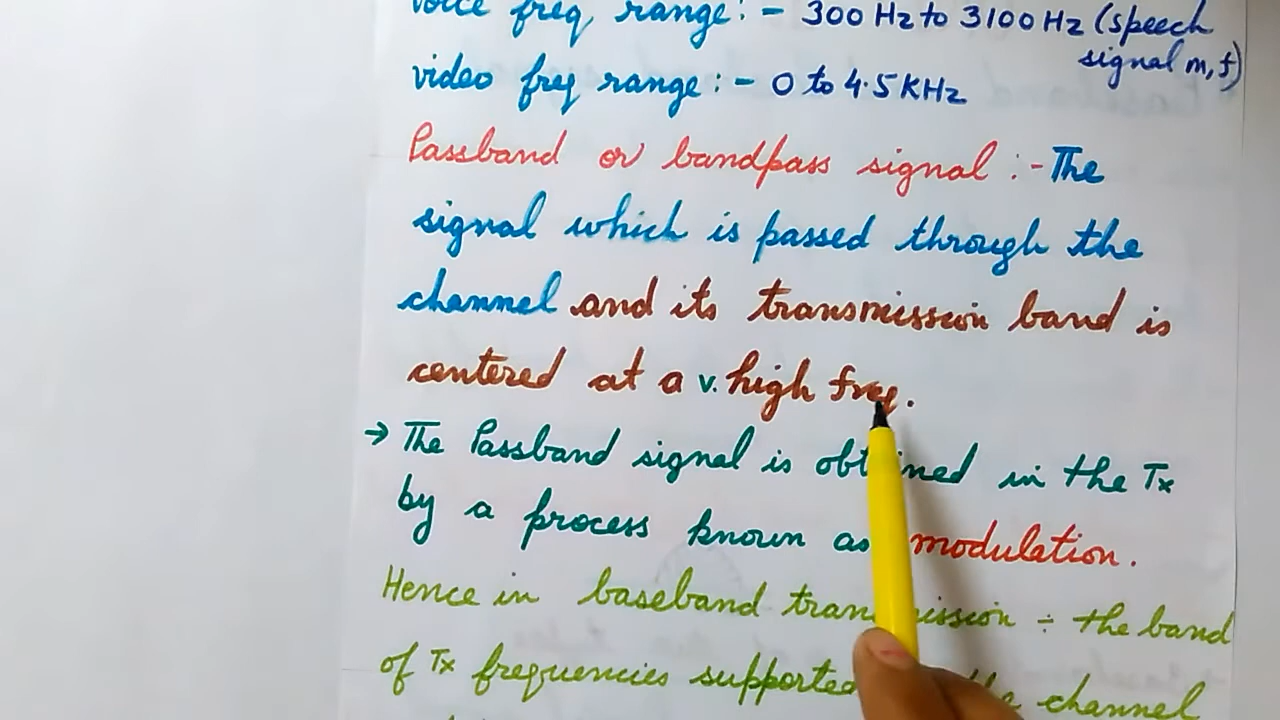 voice freq range:- 300 Hz to 3100 Hz (speech
signal m,f)
video freq range:- 0 to 4.5 KHz
Passband or bandpass signal :- The
signal which is passed through the
channel and its transmission band is
centered at a v. high freq.
→ The Passband signal is obtained in the Tx
by a process known as modulation.
Hence in baseband transmission ÷ the band
of Tx frequencies supported the channel